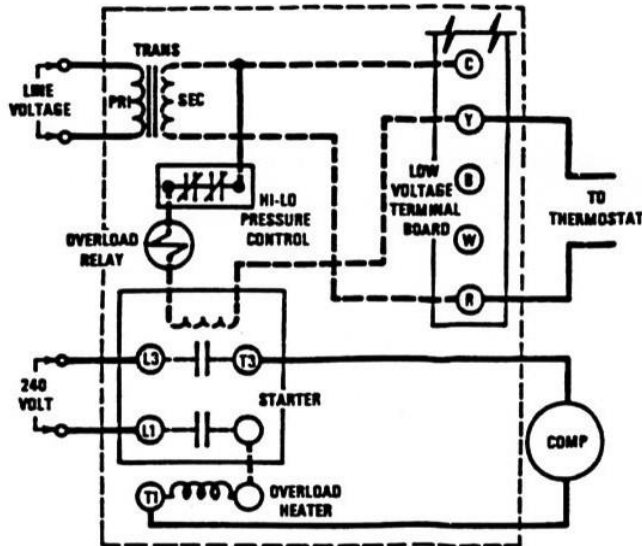 TRANS
LINE
VOLTAGE
PRI
SEC
C
Y
B
W
R
LOW
VOLTAGE
TERMINAL
BOARD
TO
THERMOSTAT
HI-LO
PRESSURE
CONTROL
OVERLOAD
RELAY
L3
T3
240
VOLT
STARTER
L1
COMP
T1
OVERLOAD
HEATER